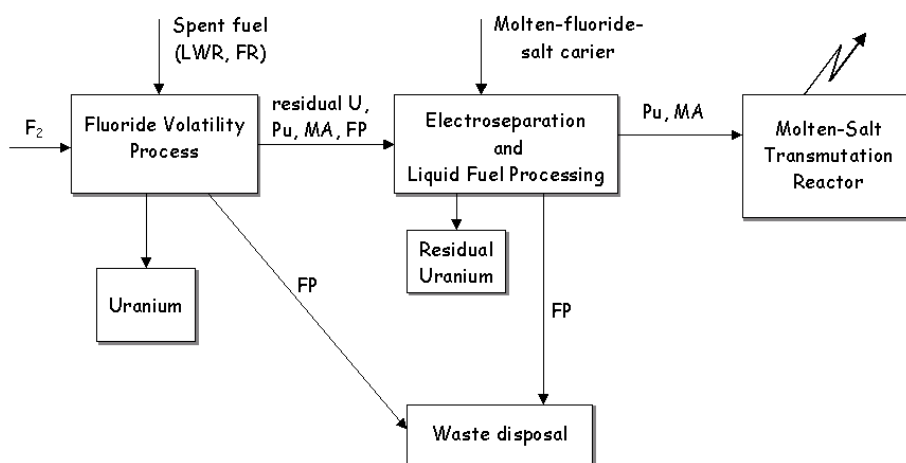 Spent fuel
(LWR, FR)
Molten-fluoride-
salt carier
F₂
Fluoride Volatility
Process
residual U,
Pu, MA, FP
Electroseparation
and
Liquid Fuel Processing
Pu, MA
Molten-Salt
Transmutation
Reactor
Uranium
Residual
Uranium
FP
FP
Waste disposal